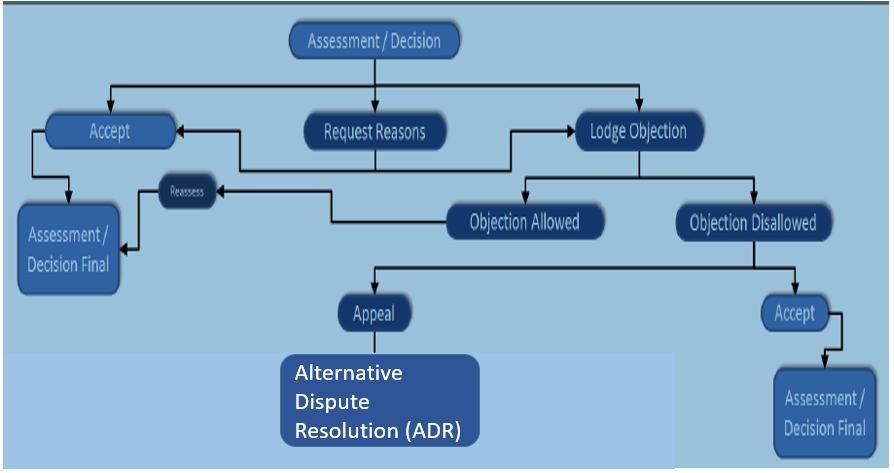 Assessment / Decision
Accept
Request Reasons
Lodge Objection
Reassess
Assessment /
Decision Final
Objection Allowed
Objection Disallowed
Appeal
Accept
Alternative
Dispute
Resolution (ADR)
Assessment /
Decision Final